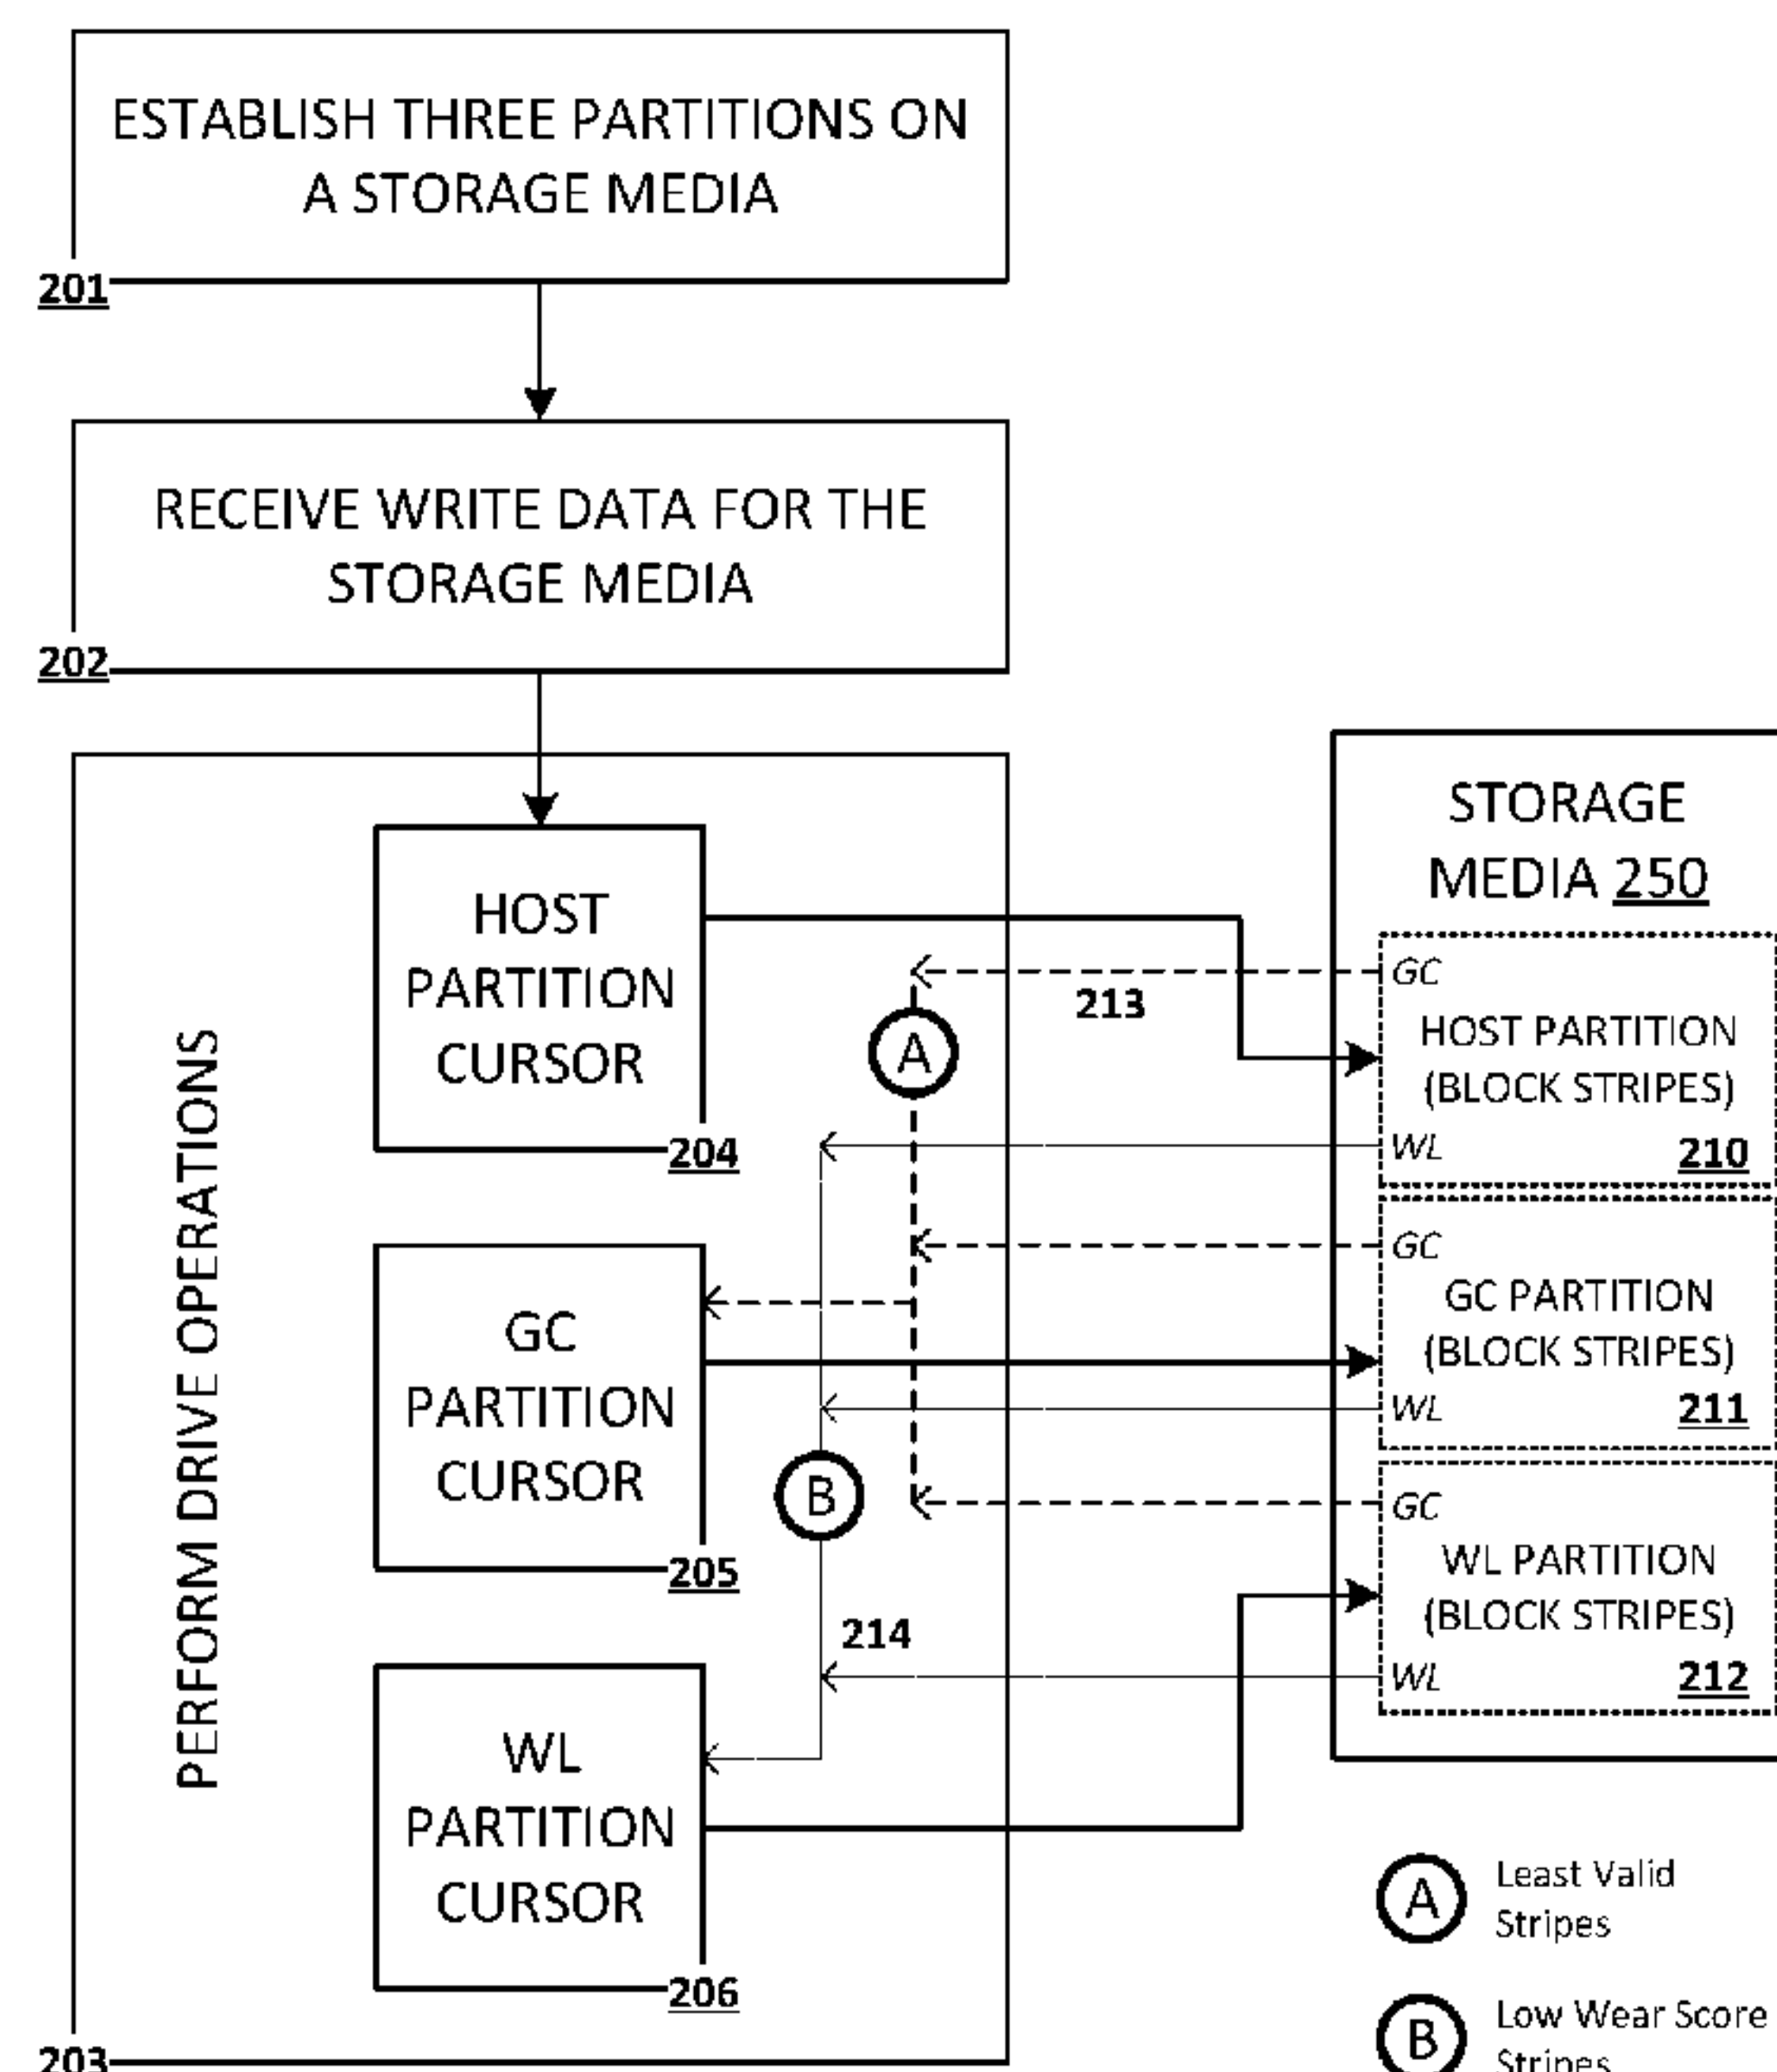 ESTABLISH THREE PARTITIONS ON
A STORAGE MEDIA
201
RECEIVE WRITE DATA FOR THE
STORAGE MEDIA
202
PERFORM DRIVE OPERATIONS
203
HOST
PARTITION
CURSOR
204
GC
PARTITION
CURSOR
205
WL
PARTITION
CURSOR
206
A
213
B
214
STORAGE
MEDIA 250
GC
HOST PARTITION
(BLOCK STRIPES)
WL 210
GC
GC PARTITION
(BLOCK STRIPES)
WL 211
GC
WL PARTITION
(BLOCK STRIPES)
WL 212
A Least Valid
Stripes
B Low Wear Score
Stripes